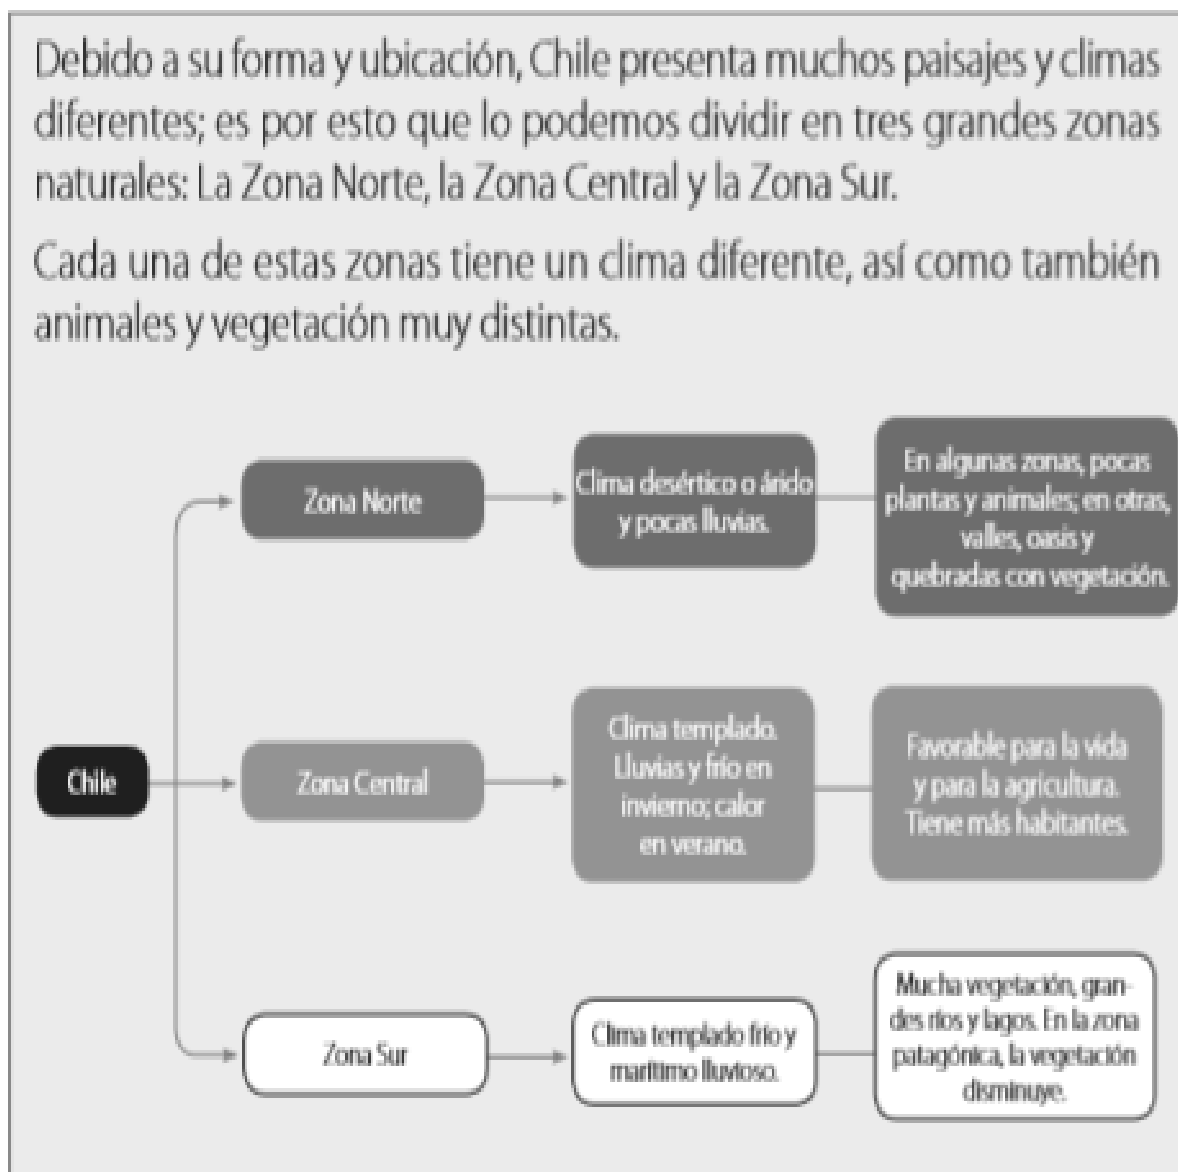 Debido a su forma y ubicación, Chile presenta muchos paisajes y climas
diferentes; es por esto que lo podemos dividir en tres grandes zonas
naturales: La Zona Norte, la Zona Central y la Zona Sur.
Cada una de estas zonas tiene un clima diferente, así como también
animales y vegetación muy distintas.
Chile
Zona Norte
Clima desértico o árido
y pocas lluvias.
En algunas zonas, pocas
plantas y animales; en otras,
valles, oasis y
quebradas con vegetación.
Zona Central
Clima templado.
Lluvias y frío en
invierno; calor
en verano.
Favorable para la vida
y para la agricultura.
Tiene más habitantes.
Zona Sur
Clima templado frío y
marítimo lluvioso.
Mucha vegetación, gran-
des ríos y lagos. En la zona
patagónica, la vegetación
disminuye.